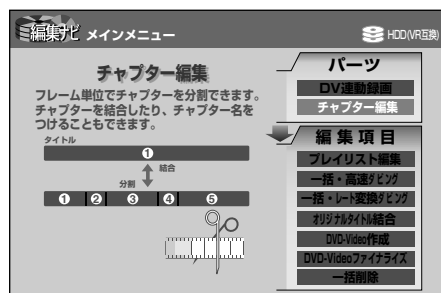 編集ナビ メインメニュー
HDD(VR互換)
チャプター編集
フレーム単位でチャプターを分割できます。
チャプターを結合したり、チャプター名を
つけることもできます。
タイトル
1
結合
分割
1 2 3 4 5
パーツ
DV連動録画
チャプター編集
編集項目
プレイリスト編集
一括・高速ダビング
一括・レート変換ダビング
オリジナルタイトル結合
DVD-Video作成
DVD-Videoファイナライズ
一括削除